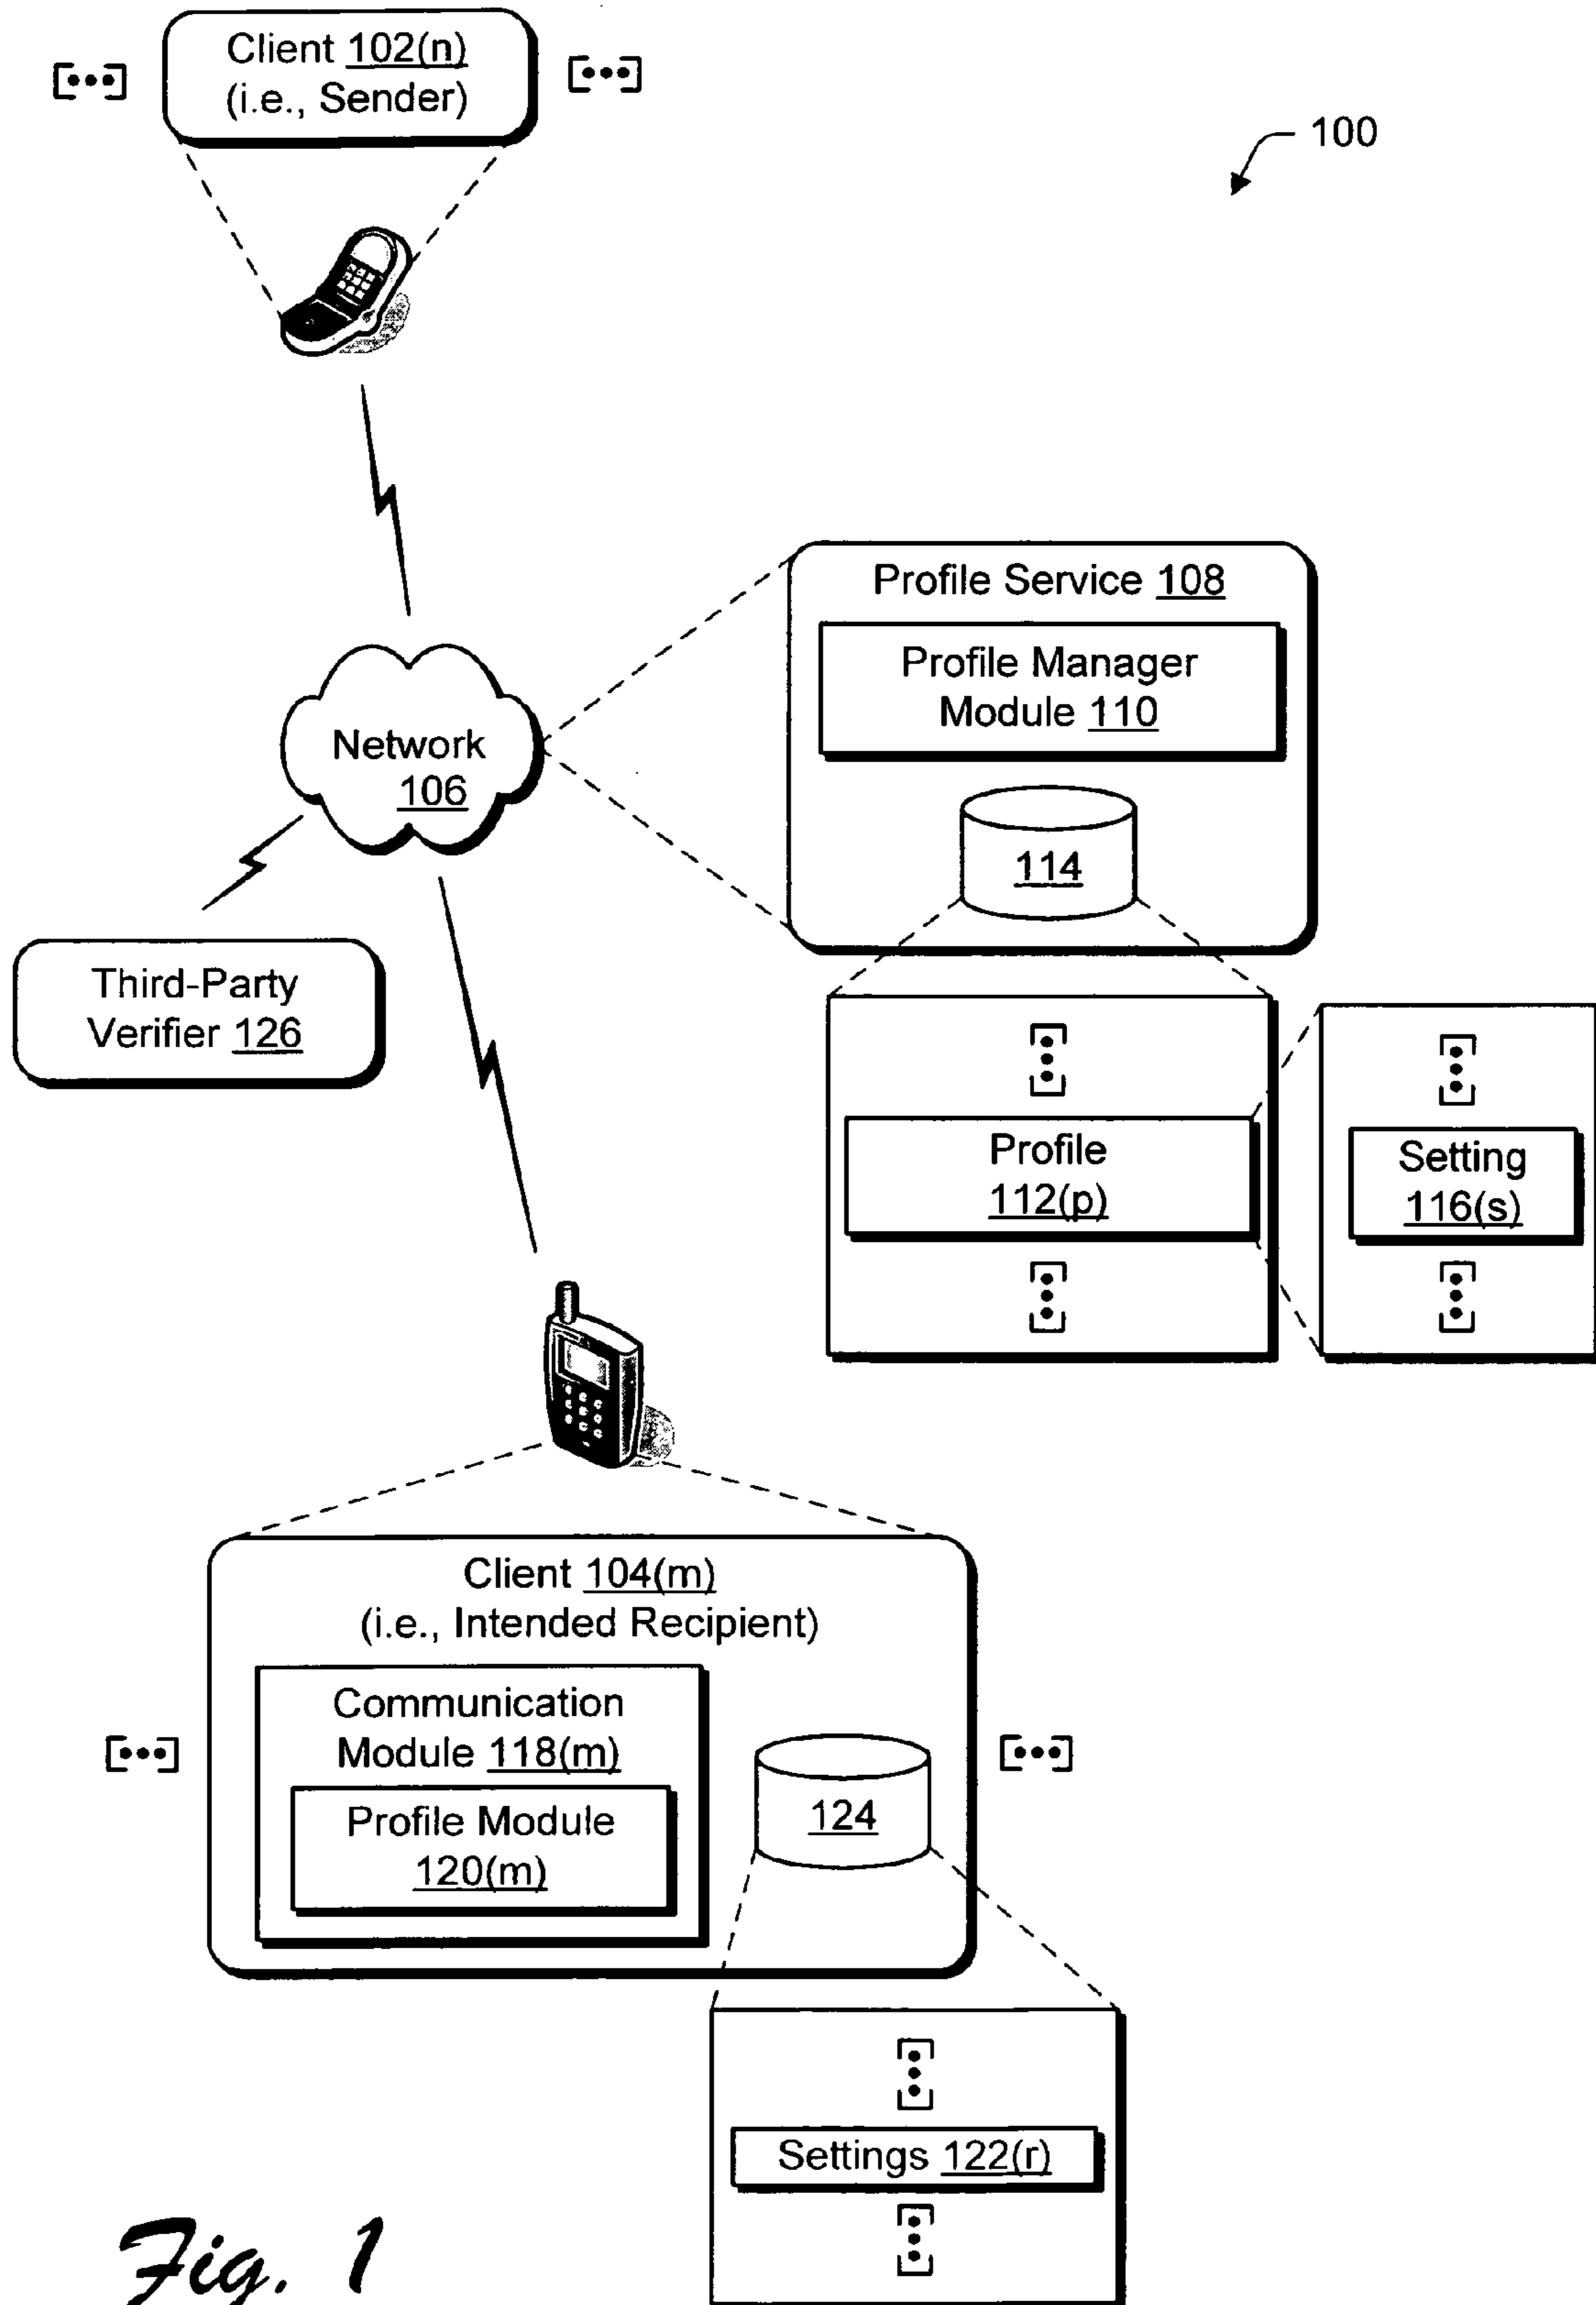 Client 102(n)
(i.e., Sender)
100
Profile Service 108
Profile Manager
Module 110
Network
106
114
Third-Party
Verifier 126
Profile
112(p)
Setting
116(s)
Client 104(m)
(i.e., Intended Recipient)
Communication
Module 118(m)
Profile Module
120(m)
124
Settings 122(r)
Fig. 1